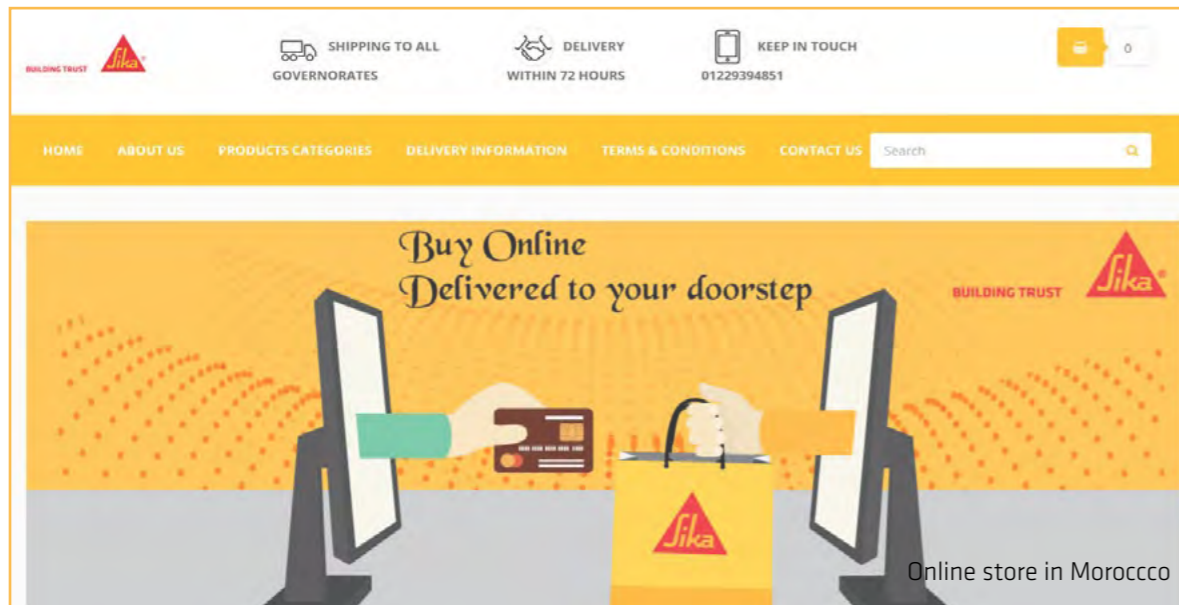 BUILDING TRUST
Sika®
SHIPPING TO ALL
GOVERNORATES
DELIVERY
WITHIN 72 HOURS
KEEP IN TOUCH
01229394851
0
HOME ABOUT US PRODUCTS CATEGORIES DELIVERY INFORMATION TERMS & CONDITIONS CONTACT US Search
Buy Online
Delivered to your doorstep
BUILDING TRUST
Sika®
Sika
Online store in Moroccco